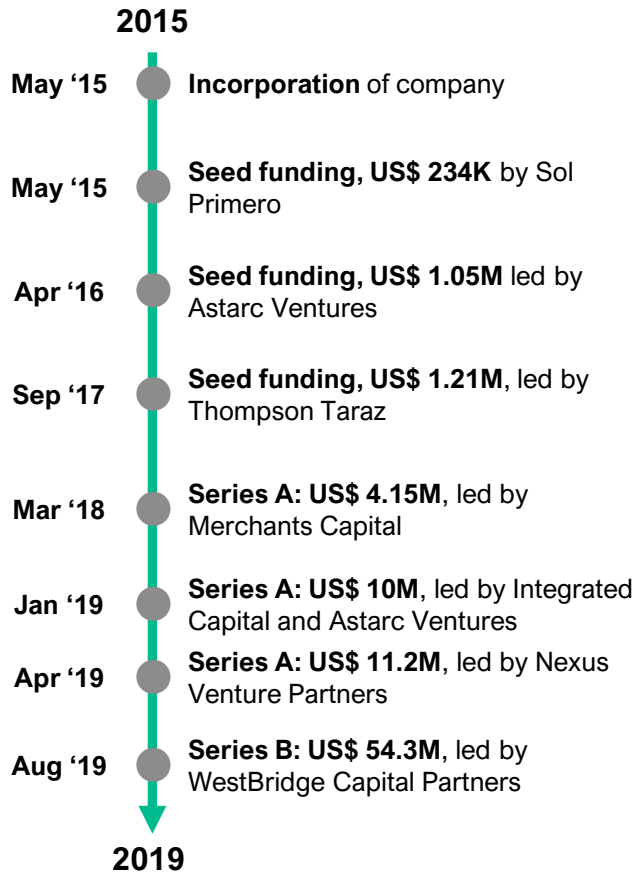 2015
May ‘15
Incorporation of company
May ‘15
Seed funding, US$ 234K by Sol
Primero
Apr ‘16
Seed funding, US$ 1.05M led by
Astarc Ventures
Sep ‘17
Seed funding, US$ 1.21M, led by
Thompson Taraz
Mar ‘18
Series A: US$ 4.15M, led by
Merchants Capital
Jan ‘19
Series A: US$ 10M, led by Integrated
Capital and Astarc Ventures
Apr ‘19
Series A: US$ 11.2M, led by Nexus
Venture Partners
Aug ‘19
Series B: US$ 54.3M, led by
WestBridge Capital Partners
2019